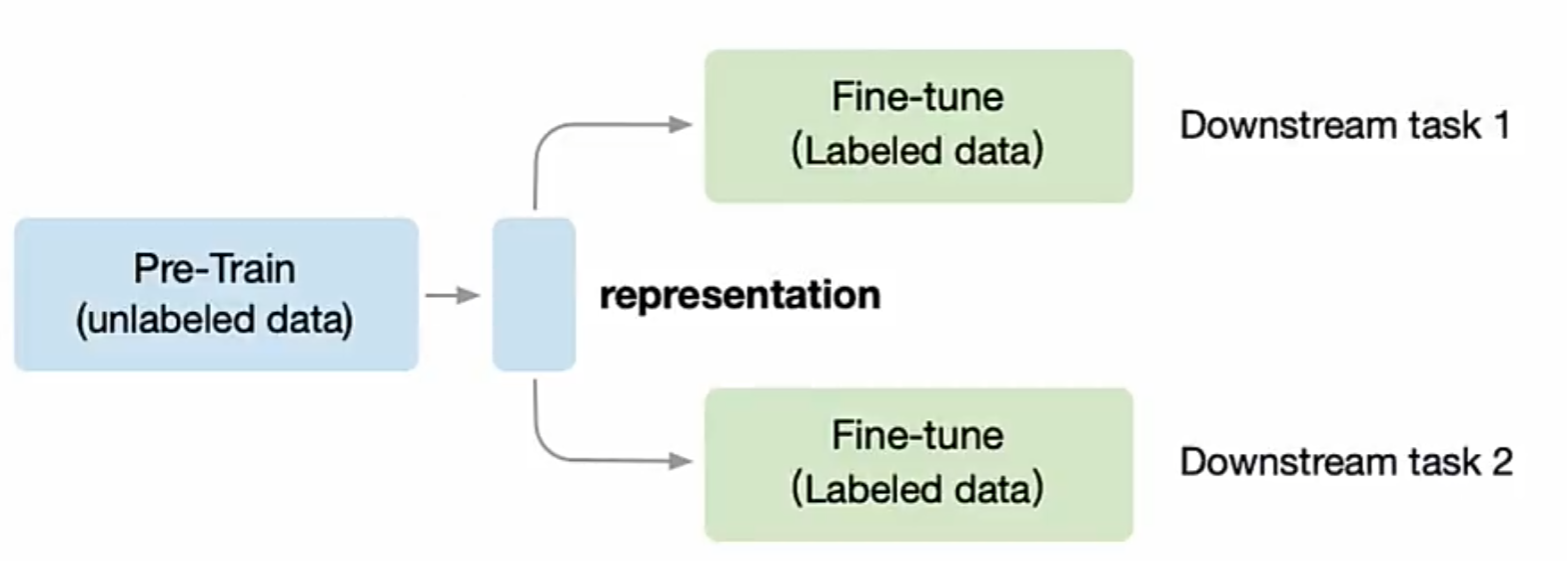 Fine-tune
(Labeled data)
Downstream task 1
Pre-Train
(unlabeled data)
representation
Fine-tune
(Labeled data)
Downstream task 2